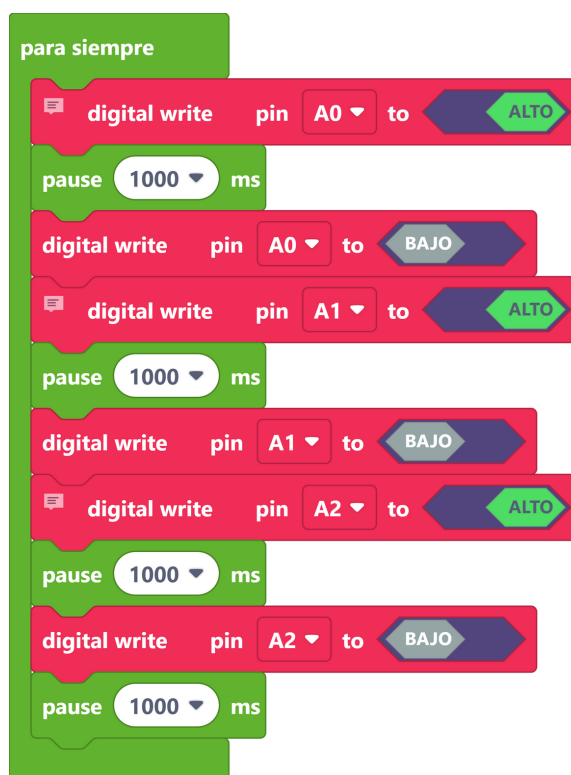 para siempre
digital write pin A0 to ALTO
pause 1000 ms
digital write pin A0 to BAJO
digital write pin A1 to ALTO
pause 1000 ms
digital write pin A1 to BAJO
digital write pin A2 to ALTO
pause 1000 ms
digital write pin A2 to BAJO
pause 1000 ms